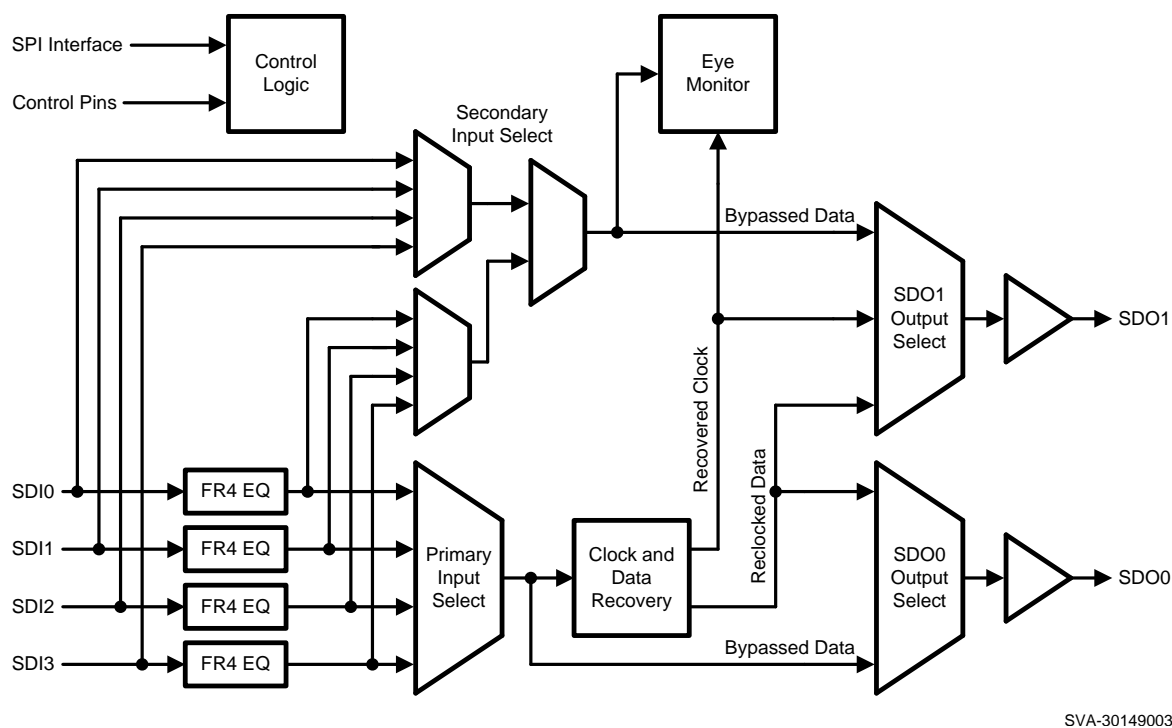 SPI Interface
Control Pins
Control
Logic
Eye
Monitor
Secondary
Input Select
Bypassed Data
SDO1
Output
Select
SDO1
Recovered Clock
Reclocked Data
SDI0
FR4 EQ
SDI1
FR4 EQ
SDI2
FR4 EQ
SDI3
FR4 EQ
Primary
Input
Select
Clock and
Data
Recovery
SDO0
Output
Select
SDO0
Bypassed Data
SVA-30149003